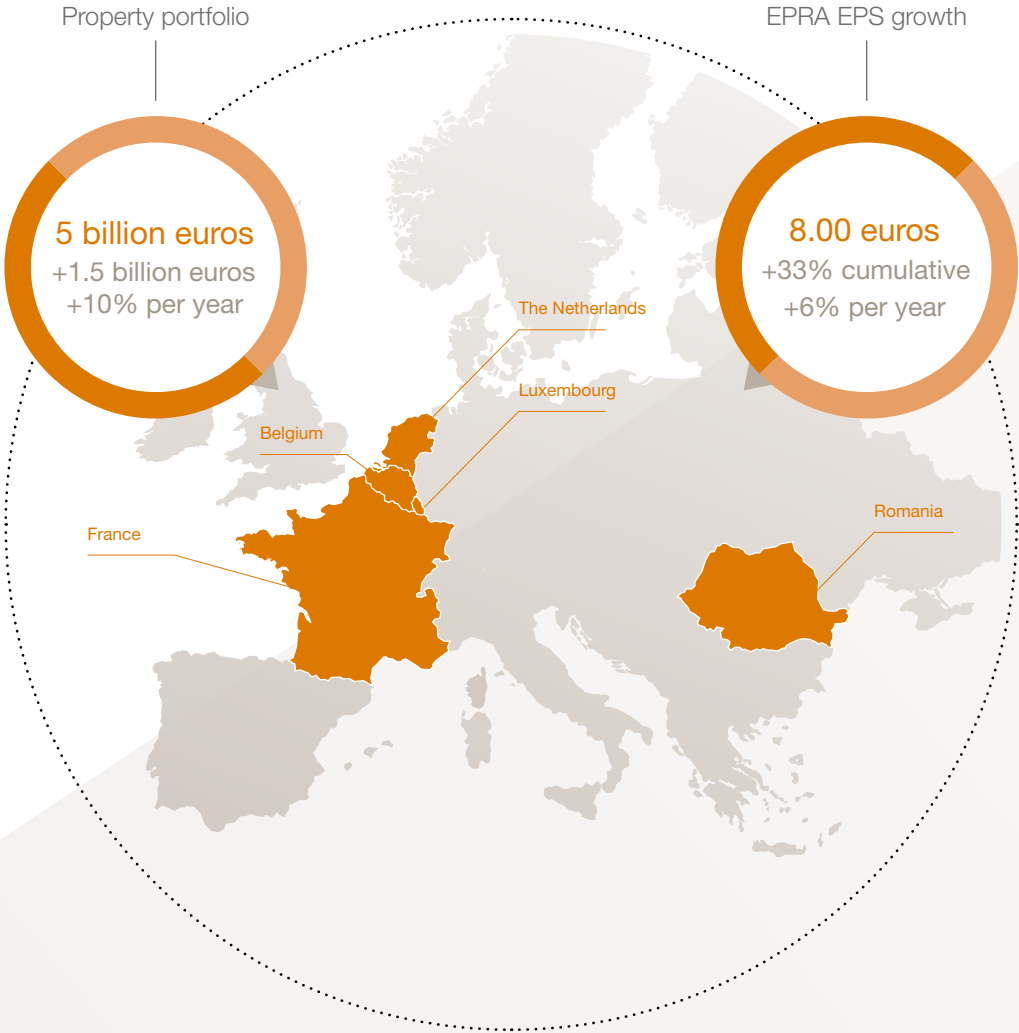 Property portfolio
EPRA EPS growth
5 billion euros
+1.5 billion euros
+10% per year
8.00 euros
+33% cumulative
+6% per year
The Netherlands
Luxembourg
Belgium
France
Romania